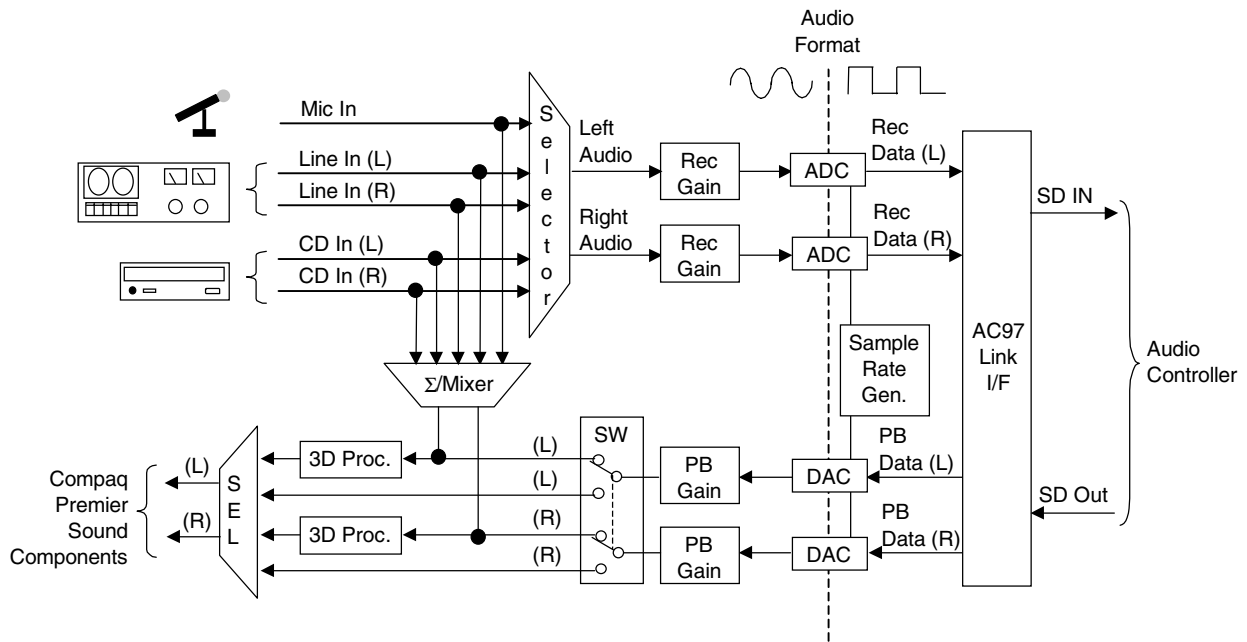 Audio
Format
Mic In
Line In (L)
Line In (R)
CD In (L)
CD In (R)
Selector
Left
Audio
Right
Audio
Rec
Gain
Rec
Gain
ADC
ADC
Rec
Data (L)
Rec
Data (R)
SD IN
AC97
Link
I/F
Audio
Controller
Sample
Rate
Gen.
Σ/Mixer
SW
(L)
(L)
(R)
(R)
3D Proc.
3D Proc.
PB
Gain
PB
Gain
DAC
DAC
PB
Data (L)
PB
Data (R)
SD Out
SEL
(L)
(R)
Compaq
Premier
Sound
Components